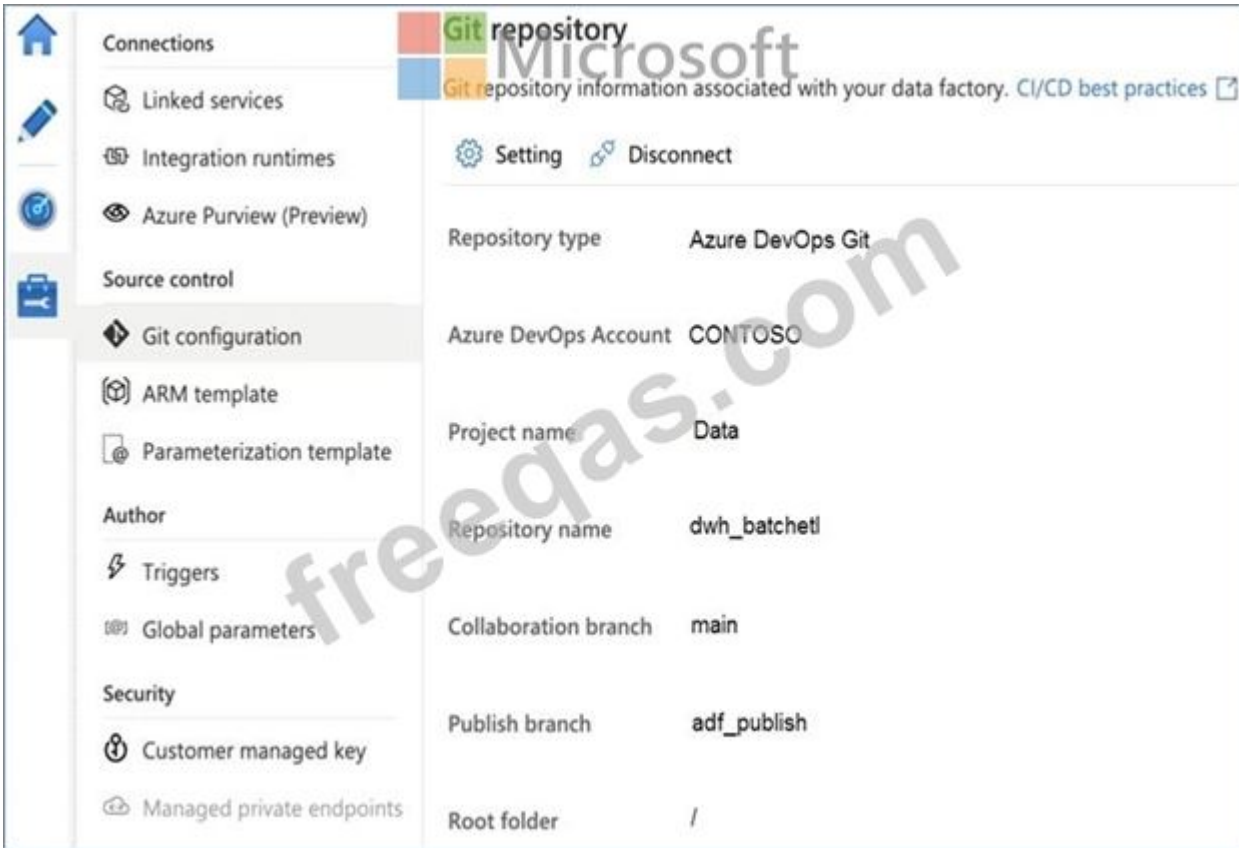 Connections
Linked services
Integration runtimes
Azure Purview (Preview)
Source control
Git configuration
ARM template
Parameterization template
Author
Triggers
Global parameters
Security
Customer managed key
Managed private endpoints
Git repository
Microsoft
Git repository information associated with your data factory. CI/CD best practices
Setting Disconnect
Repository type Azure DevOps Git
Azure DevOps Account CONTOSO
Project name Data
Repository name dwh_batchetl
Collaboration branch main
Publish branch adf_publish
Root folder /
freeqas.com